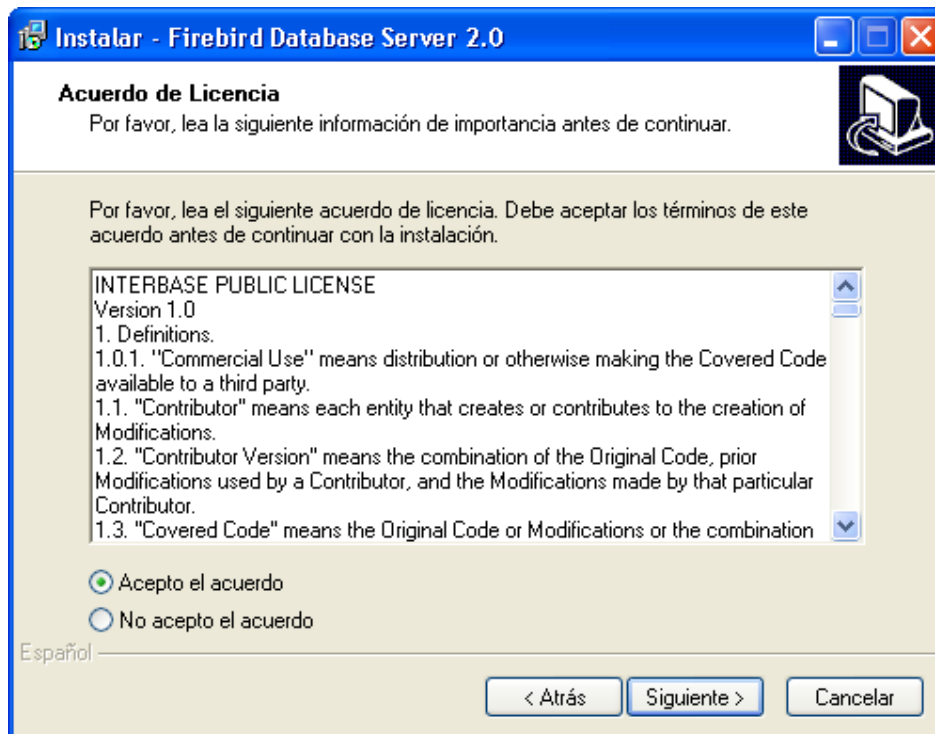 Instalar - Firebird Database Server 2.0
Acuerdo de Licencia
Por favor, lea la siguiente información de importancia antes de continuar.
Por favor, lea el siguiente acuerdo de licencia. Debe aceptar los términos de este
acuerdo antes de continuar con la instalación.
INTERBASE PUBLIC LICENSE
Version 1.0
1. Definitions.
1.0.1. "Commercial Use" means distribution or otherwise making the Covered Code
available to a third party.
1.1. "Contributor" means each entity that creates or contributes to the creation of
Modifications.
1.2. "Contributor Version" means the combination of the Original Code, prior
Modifications used by a Contributor, and the Modifications made by that particular
Contributor.
1.3. "Covered Code" means the Original Code or Modifications or the combination
Acepto el acuerdo
No acepto el acuerdo
Español
< Atrás Siguiente > Cancelar